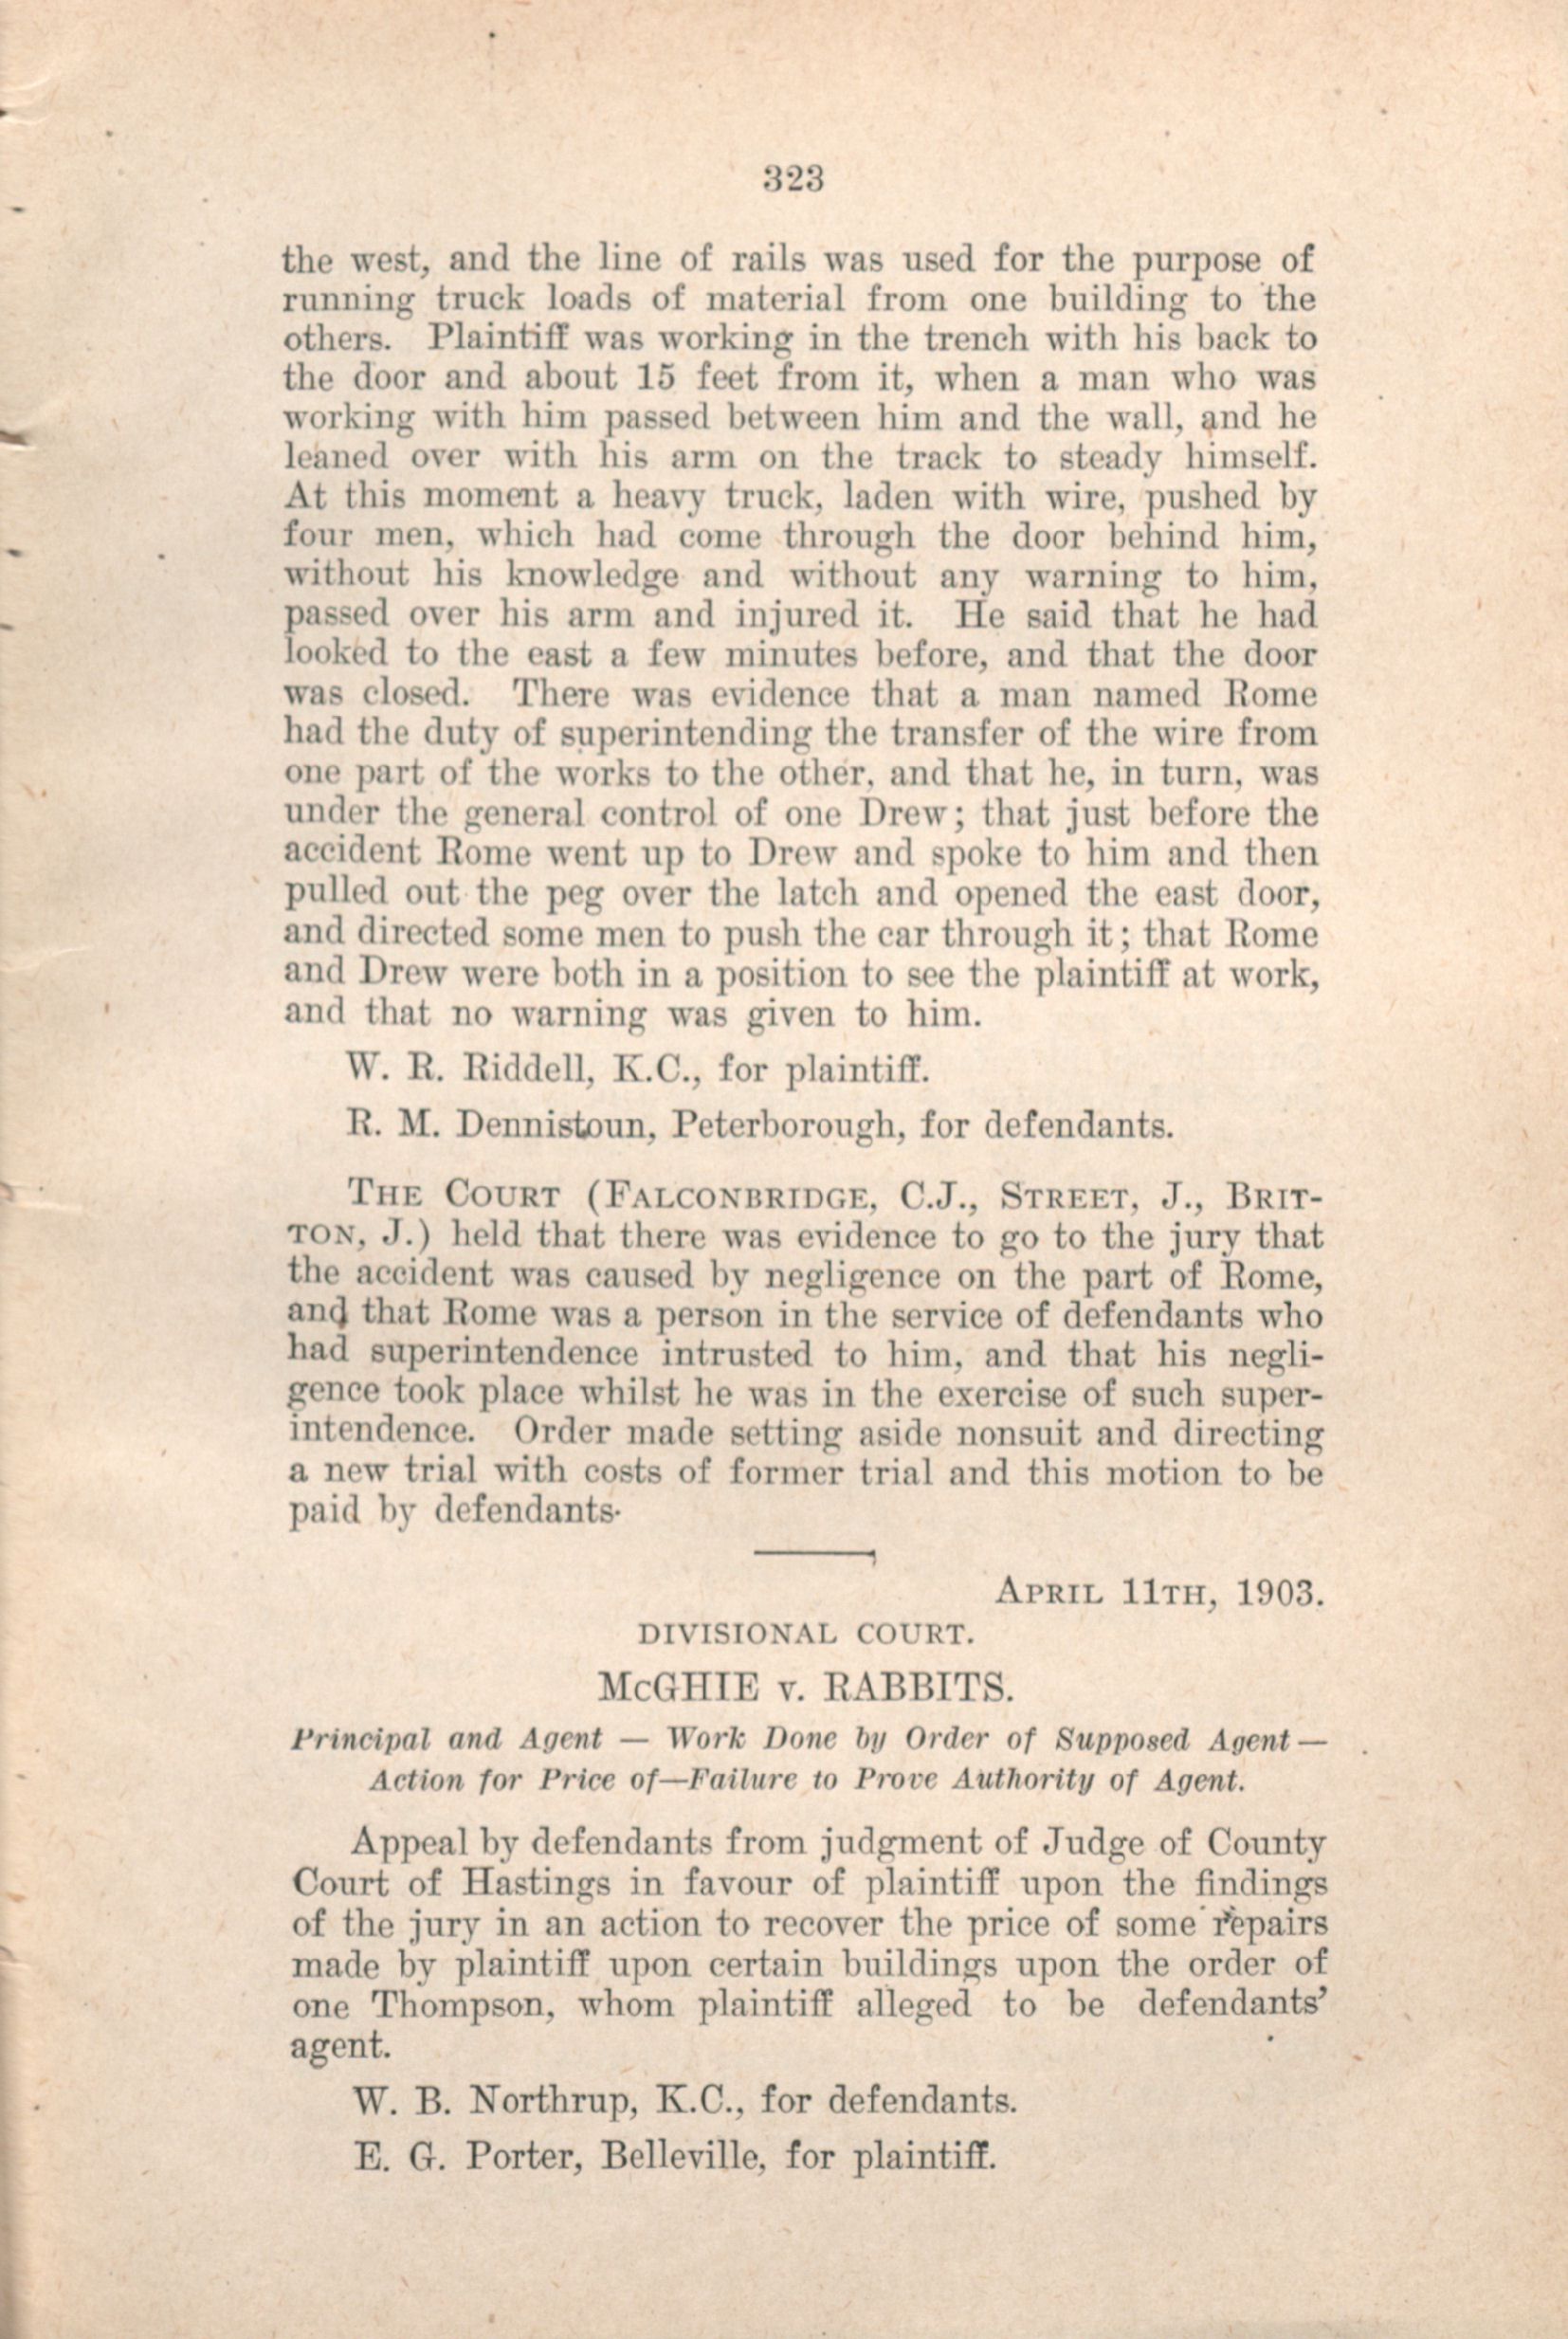 323
the west, and the line of rails was used for the purpose of
running truck loads of material from one building to the
others. Plaintiff was working in the trench with his back to
the door and about 15 feet from it, when a man who was
working with him passed between him and the wall, and he
leaned over with his arm on the track to steady himself.
At this moment a heavy truck, laden with wire, pushed by
four men, which had come through the door behind him,
without his knowledge and without any warning to him,
passed over his arm and injured it. He said that he had
looked to the east a few minutes before, and that the door
was closed. There was evidence that a man named Rome
had the duty of superintending the transfer of the wire from
one part of the works to the other, and that he, in turn, was
under the general control of one Drew; that just before the
accident Rome went up to Drew and spoke to him and then
pulled out the peg over the latch and opened the east door,
and directed some men to push the car through it; that Rome
and Drew were both in a position to see the plaintiff at work,
and that no warning was given to him.
W. R. Riddell, K.C., for plaintiff.
R. M. Dennistoun, Peterborough, for defendants.
THE COURT (FALCONBRIDGE, C.J., STREET, J., BRIT-
TON, J.) held that there was evidence to go to the jury that
the accident was caused by negligence on the part of Rome,
and that Rome was a person in the service of defendants who
had superintendence intrusted to him, and that his negli-
gence took place whilst he was in the exercise of such super-
intendence. Order made setting aside nonsuit and directing
a new trial with costs of former trial and this motion to be
paid by defendants.
APRIL 11TH, 1903.
DIVISIONAL COURT.
McGHIE v. RABBITS.
Principal and Agent — Work Done by Order of Supposed Agent —
Action for Price of—Failure to Prove Authority of Agent.
Appeal by defendants from judgment of Judge of County
Court of Hastings in favour of plaintiff upon the findings
of the jury in an action to recover the price of some repairs
made by plaintiff upon certain buildings upon the order of
one Thompson, whom plaintiff alleged to be defendants'
agent.
W. B. Northrup, K.C., for defendants.
E. G. Porter, Belleville, for plaintiff.